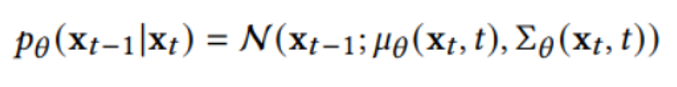 pθ(xt−1|xt) = N(xt−1; μθ(xt, t), Σθ(xt, t))